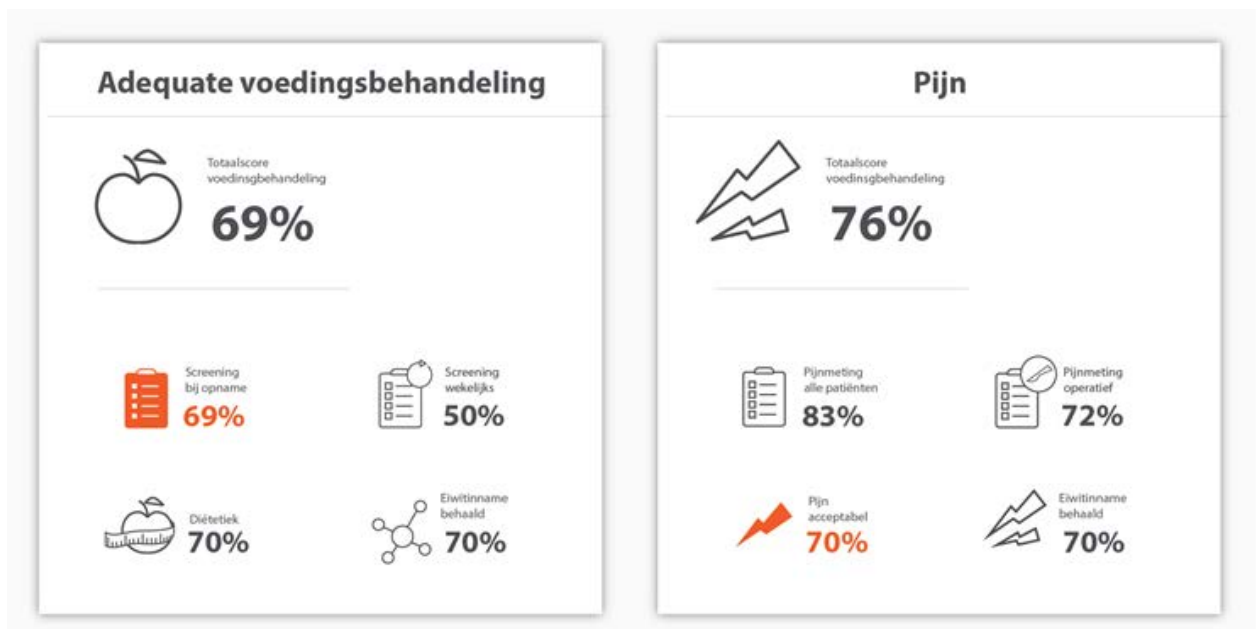 Adequate voedingsbehandeling
Totaalscore
voedinsgbehandeling
69%
Screening
bij opname
69%
Screening
wekelijks
50%
Diëtetiek
70%
Eiwitinname
behaald
70%
Pijn
Totaalscore
voedinsgbehandeling
76%
Pijnmeting
alle patiënten
83%
Pijnmeting
operatief
72%
Pijn
acceptabel
70%
Eiwitinname
behaald
70%